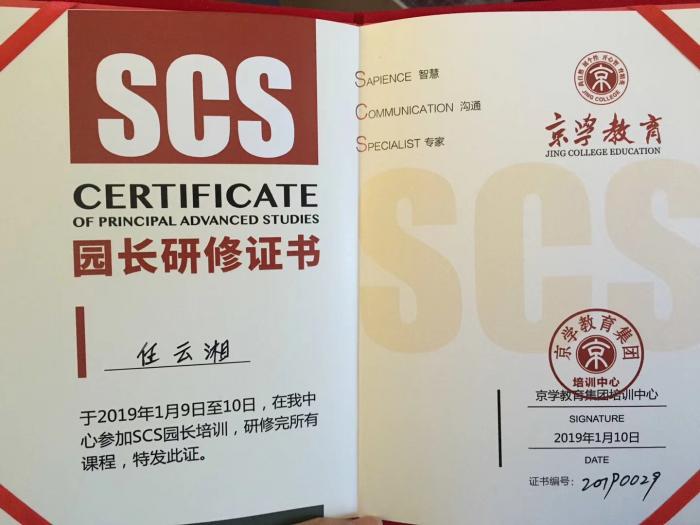 SCS
CERTIFICATE
OF PRINCIPAL ADVANCED STUDIES
园长研修证书
任云湘
于2019年1月9日至10日，在我中
心参加SCS园长培训，研修完所有
课程，特发此证。
SAPIENCE 智慧
COMMUNICATION 沟通
SPECIALIST 专家
京
JING COLLEGE
京学教育
JING COLLEGE EDUCATION
SCS
京学教育集团
京
培训中心
京学教育集团培训中心
SIGNATURE
2019年1月10日
DATE
证书编号：20190029